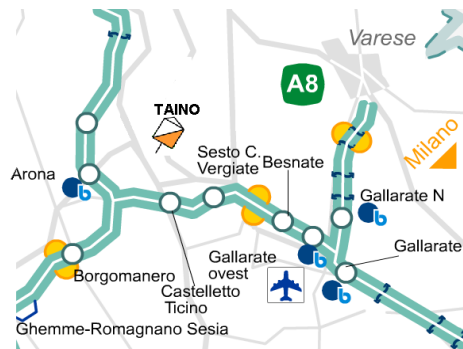 Varese
A8
TAINO
Milano
Sesto C.
Vergiate
Besnate
Arona
b
Gallarate N
b
Gallarate
Gallarate
ovest
b
b
Borgomanero
Castelletto
Ticino
Ghemme-Romagnano Sesia